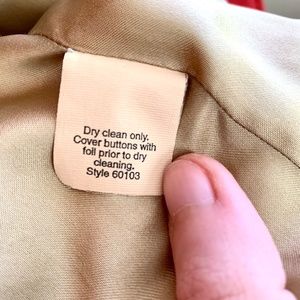 Dry clean only.
Cover buttons with
foil prior to dry
cleaning.
Style 60103